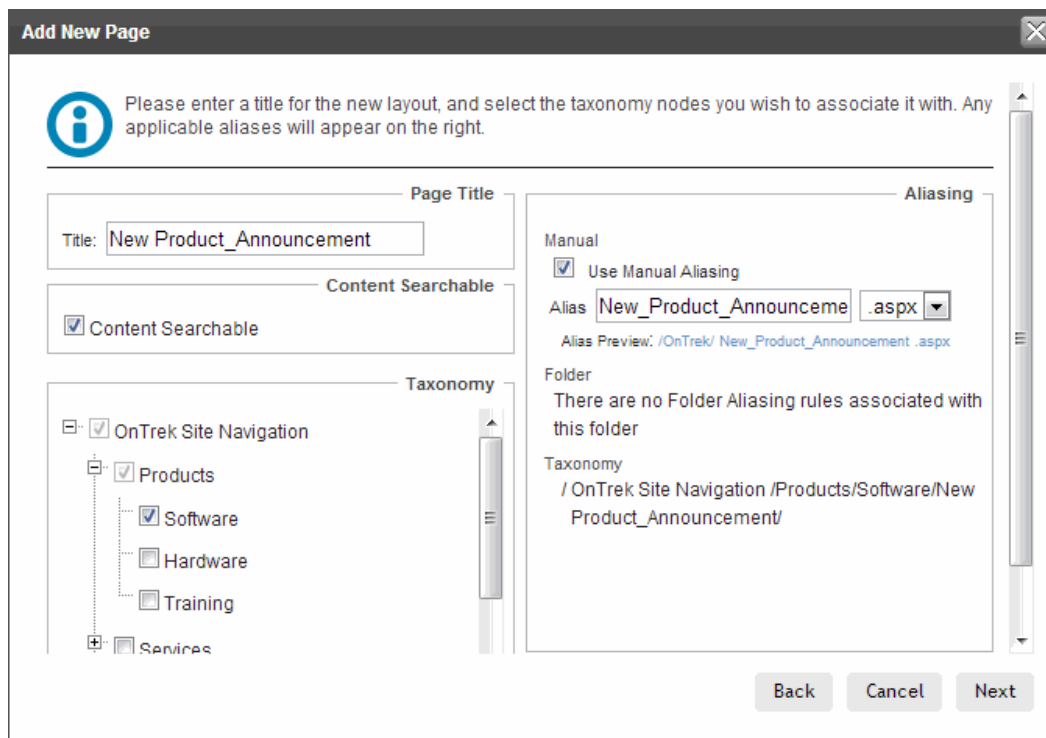 Add New Page
Please enter a title for the new layout, and select the taxonomy nodes you wish to associate it with. Any
applicable aliases will appear on the right.
Page Title
Title: New Product_Announcement
Content Searchable
Content Searchable
Taxonomy
OnTrek Site Navigation
Products
Software
Hardware
Training
Services
Aliasing
Manual
Use Manual Aliasing
Alias New_Product_Announceme .aspx
Alias Preview: /OnTrek/ New_Product_Announcement .aspx
Folder
There are no Folder Aliasing rules associated with
this folder
Taxonomy
/ OnTrek Site Navigation /Products/Software/New
Product_Announcement/
Back Cancel Next